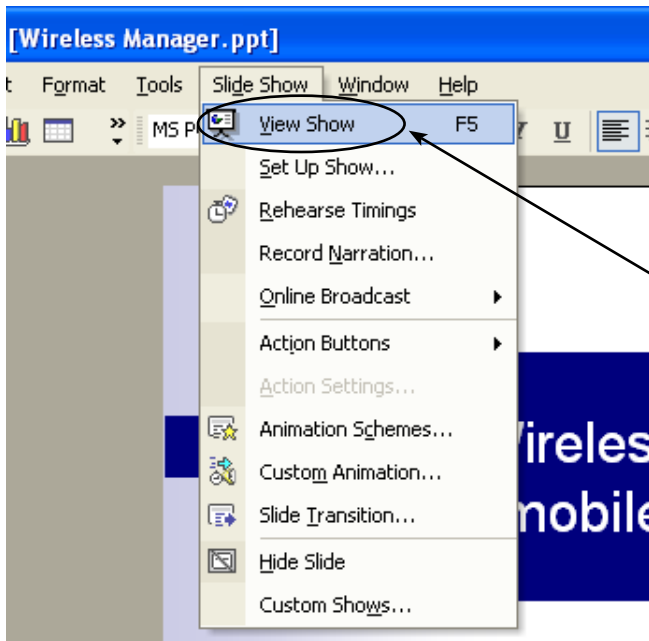 [Wireless Manager.ppt]
t Format Tools Slide Show Window Help
MS P U
View Show F5
Set Up Show...
Rehearse Timings
Record Narration...
Online Broadcast
Action Buttons
Action Settings...
Animation Schemes...
Custom Animation...
Slide Transition...
Hide Slide
Custom Shows...
ireles
mobile